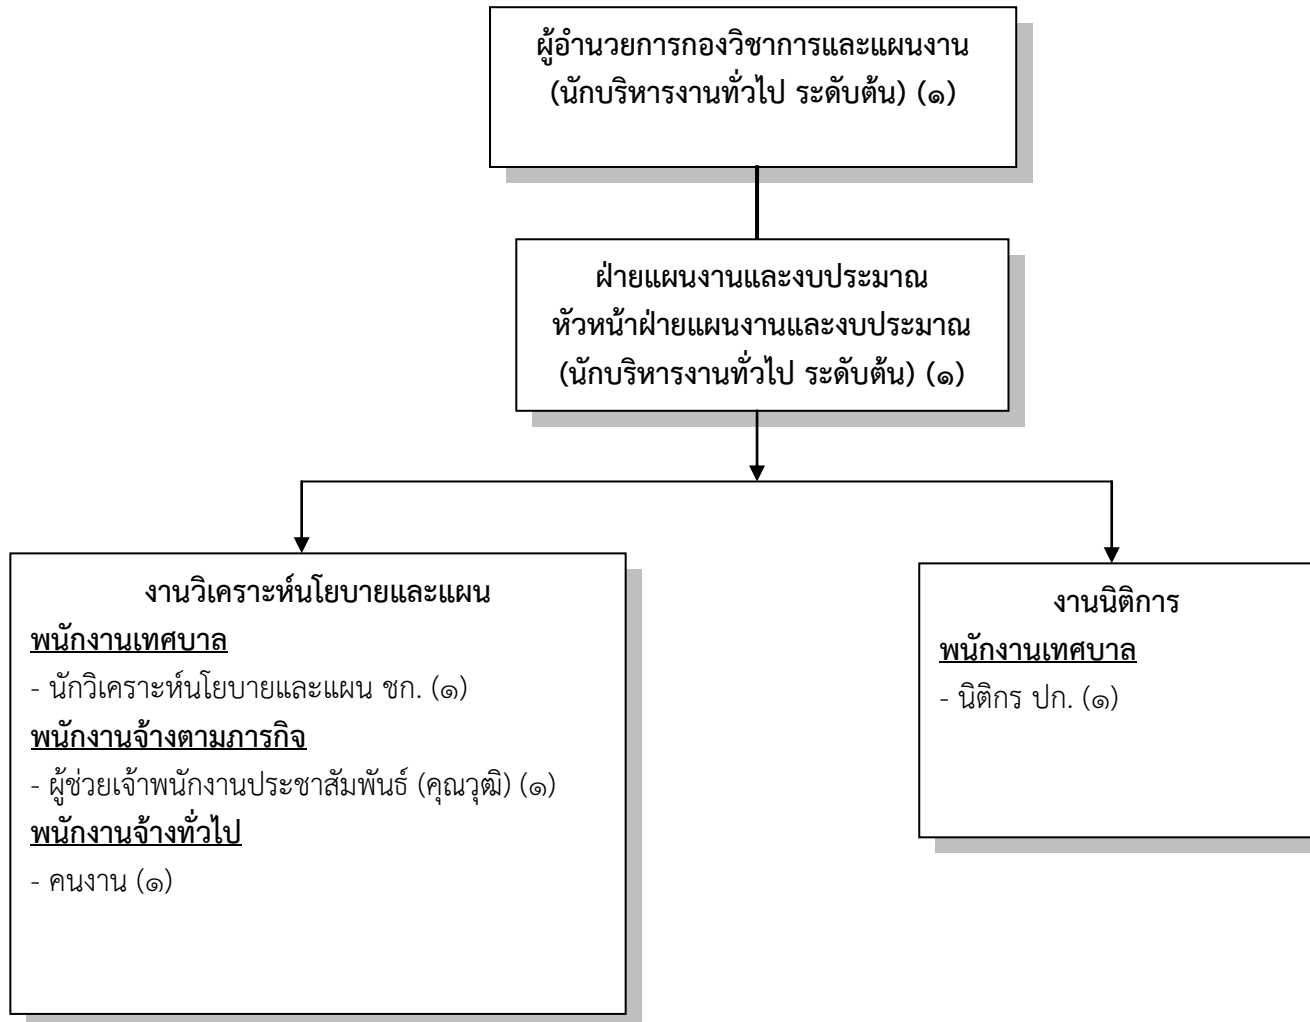 ผู้อำนวยการกองวิชาการและแผนงาน
(นักบริหารงานทั่วไป ระดับต้น) (๑)
ฝ่ายแผนงานและงบประมาณ
หัวหน้าฝ่ายแผนงานและงบประมาณ
(นักบริหารงานทั่วไป ระดับต้น) (๑)
งานวิเคราะห์นโยบายและแผน
พนักงานเทศบาล
- นักวิเคราะห์นโยบายและแผน ชก. (๑)
พนักงานจ้างตามภารกิจ
- ผู้ช่วยเจ้าพนักงานประชาสัมพันธ์ (คุณวุฒิ) (๑)
พนักงานจ้างทั่วไป
- คนงาน (๑)
งานนิติการ
พนักงานเทศบาล
- นิติกร ปก. (๑)